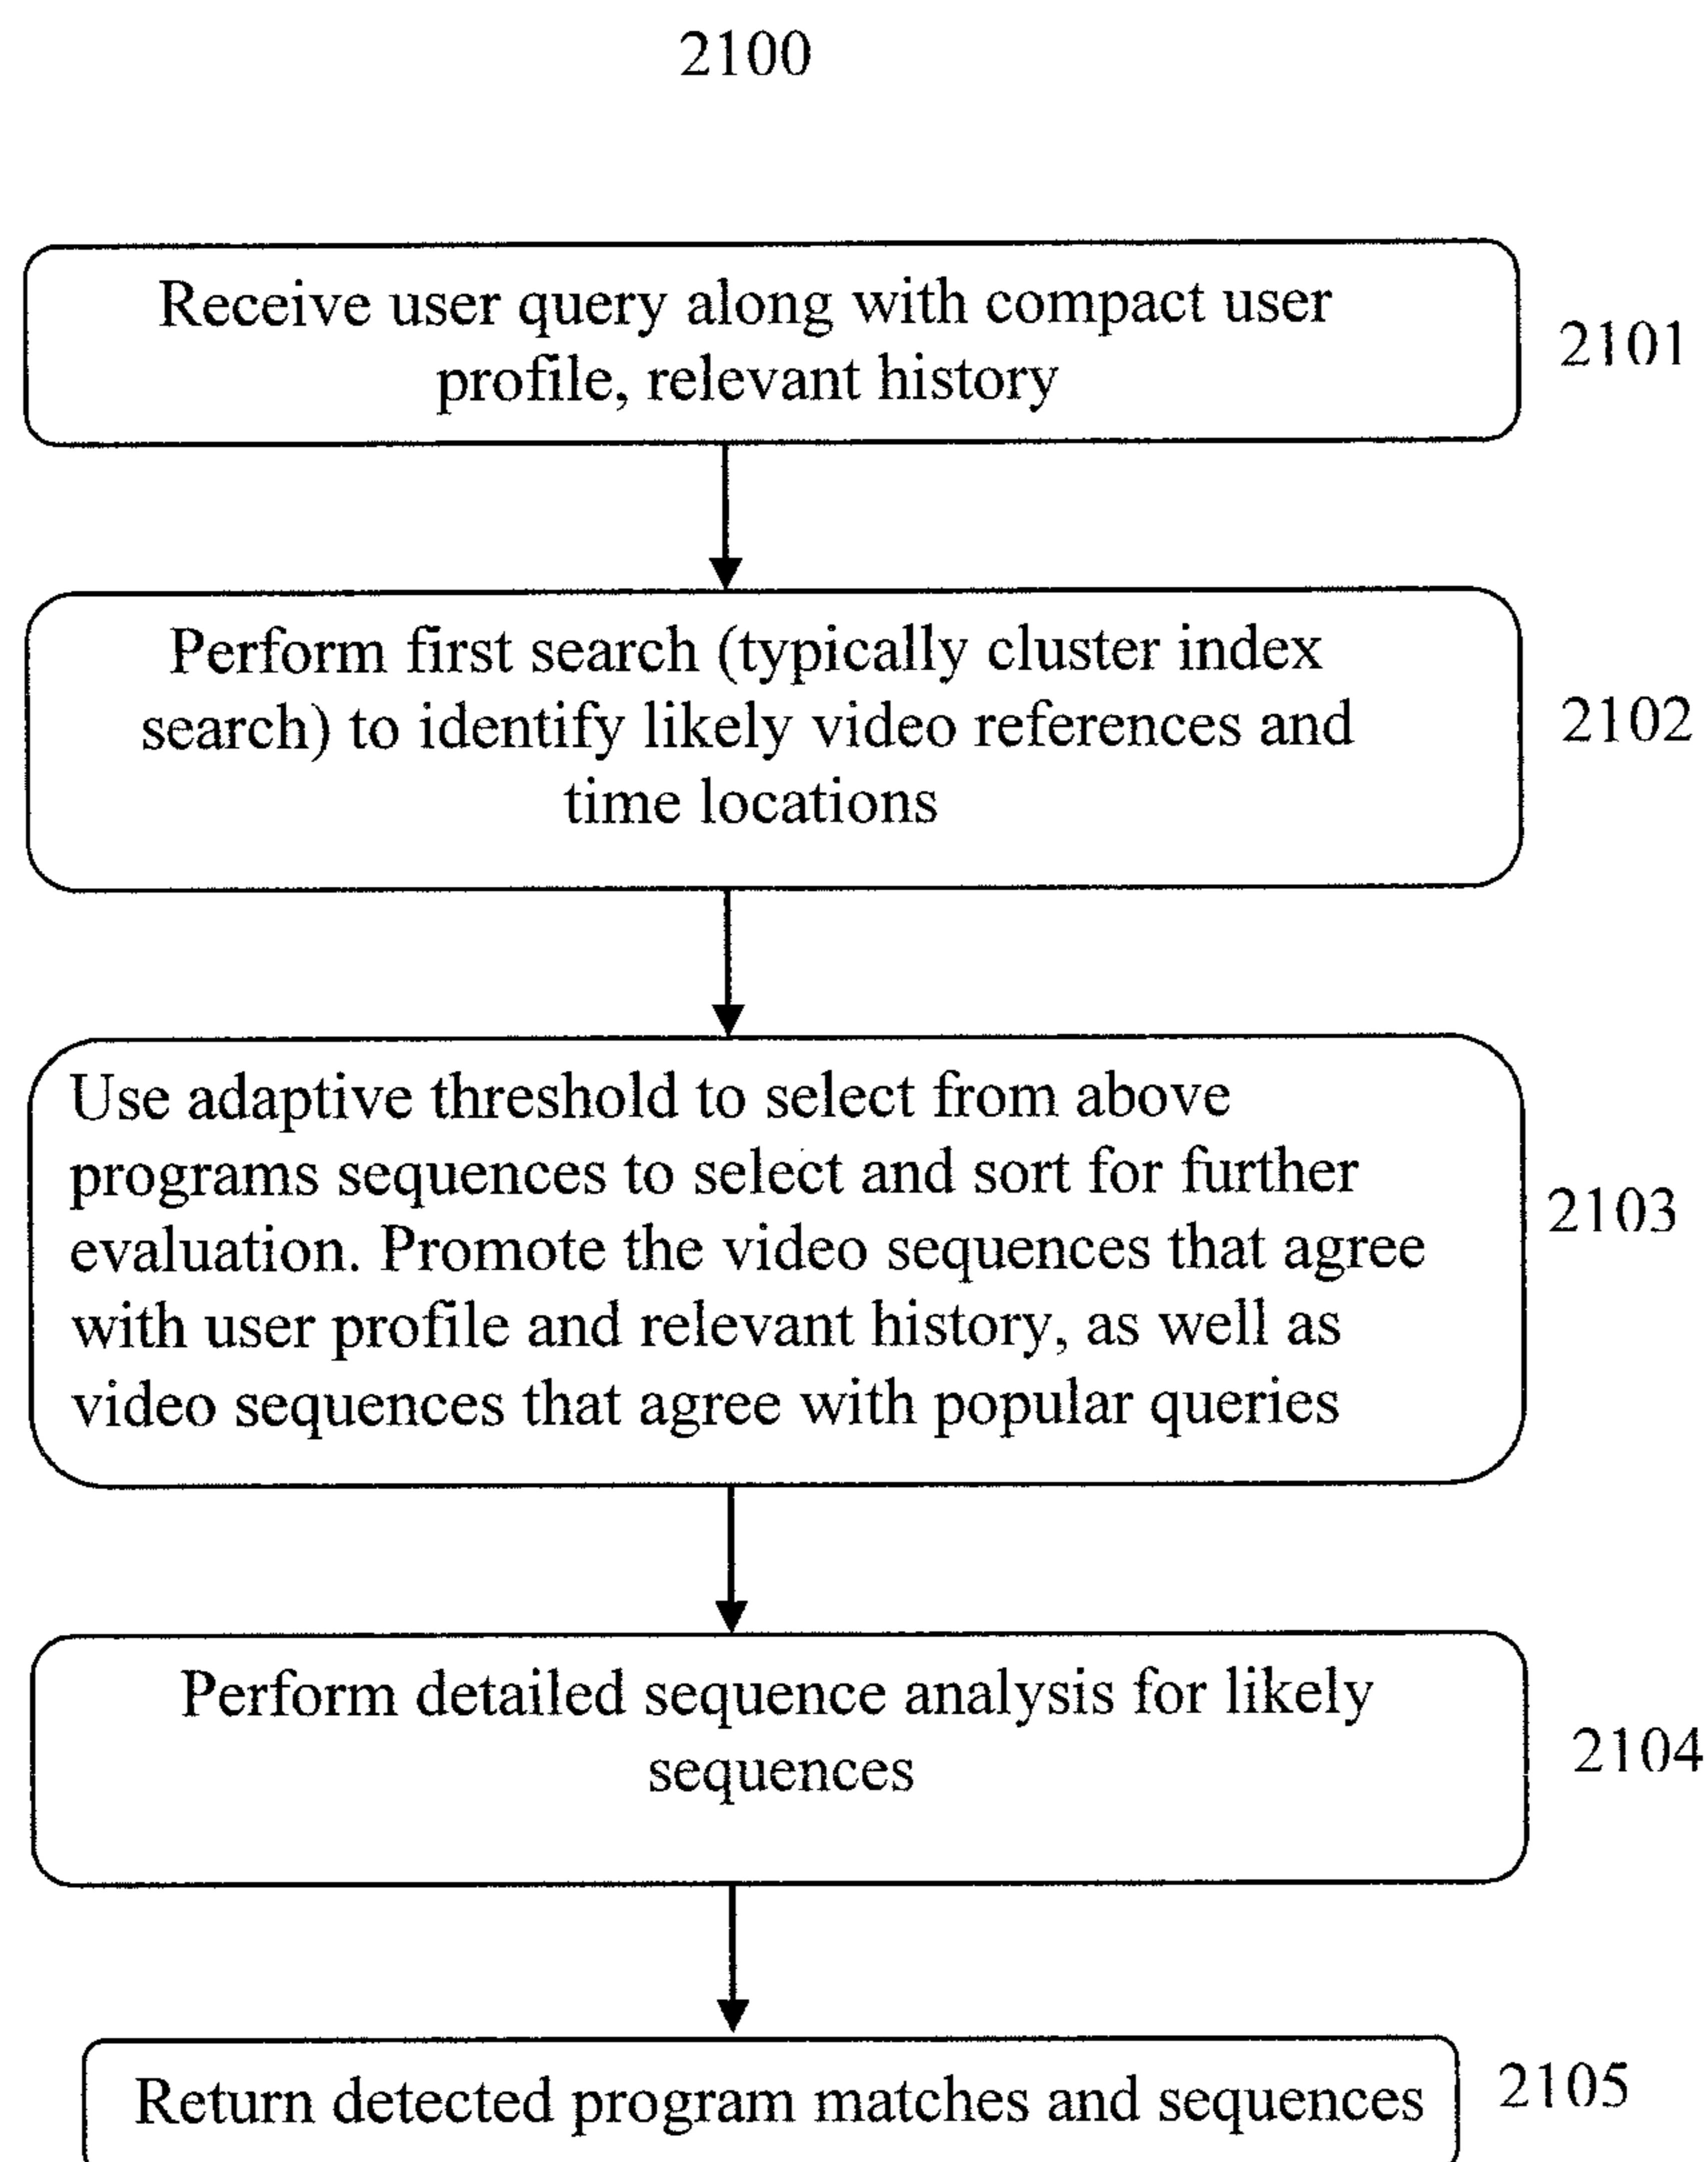 2100
Receive user query along with compact user
profile, relevant history
2101
Perform first search (typically cluster index
search) to identify likely video references and
time locations
2102
Use adaptive threshold to select from above
programs sequences to select and sort for further
evaluation. Promote the video sequences that agree
with user profile and relevant history, as well as
video sequences that agree with popular queries
2103
Perform detailed sequence analysis for likely
sequences
2104
Return detected program matches and sequences
2105